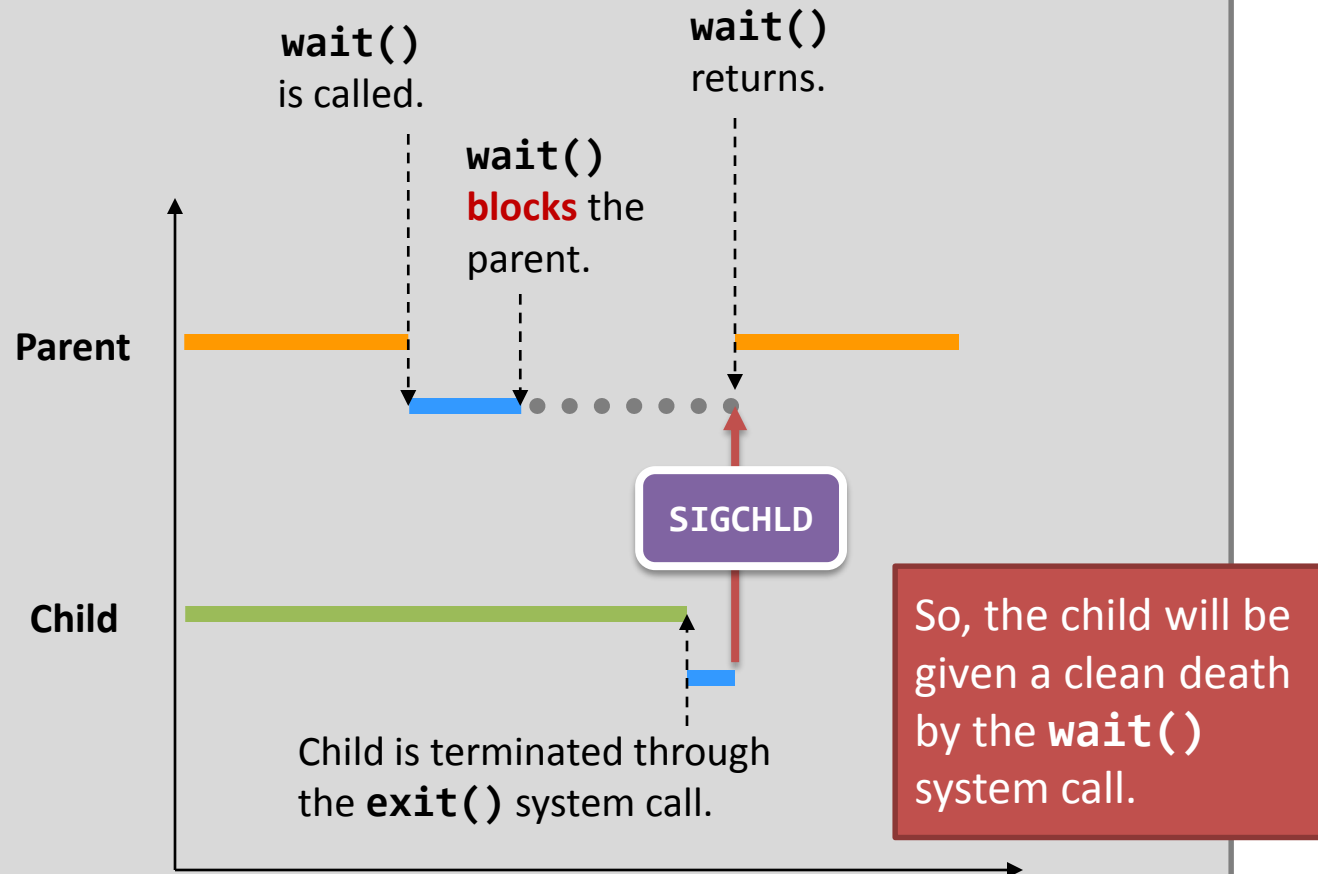 wait()
is called.
wait()
returns.
wait()
blocks the
parent.
Parent
SIGCHLD
Child
Child is terminated through
the exit() system call.
So, the child will be
given a clean death
by the wait()
system call.